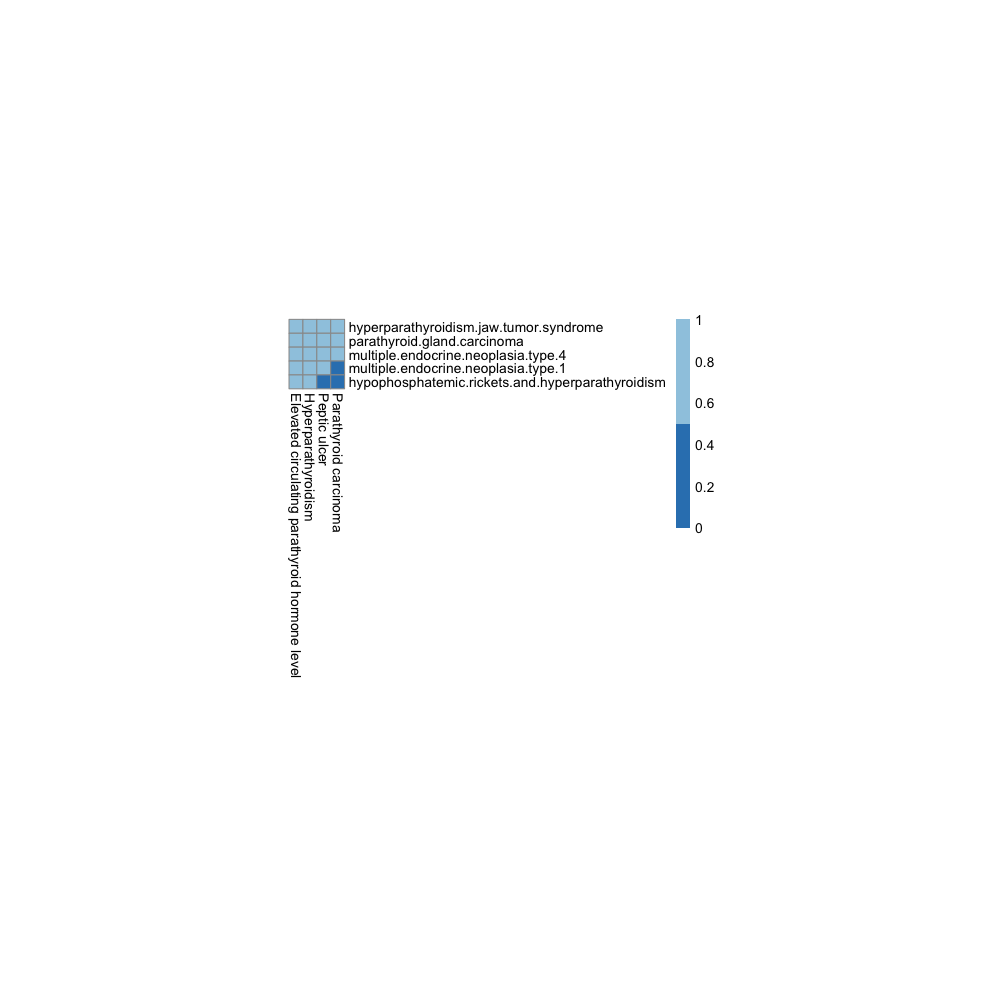 hyperparathyroidism.jaw.tumor.syndrome
parathyroid.gland.carcinoma
multiple.endocrine.neoplasia.type.4
multiple.endocrine.neoplasia.type.1
hypophosphatemic.rickets.and.hyperparathyroidism
Elevated circulating parathyroid hormone level
Hyperparathyroidism
Peptic ulcer
Parathyroid carcinoma
1
0.8
0.6
0.4
0.2
0